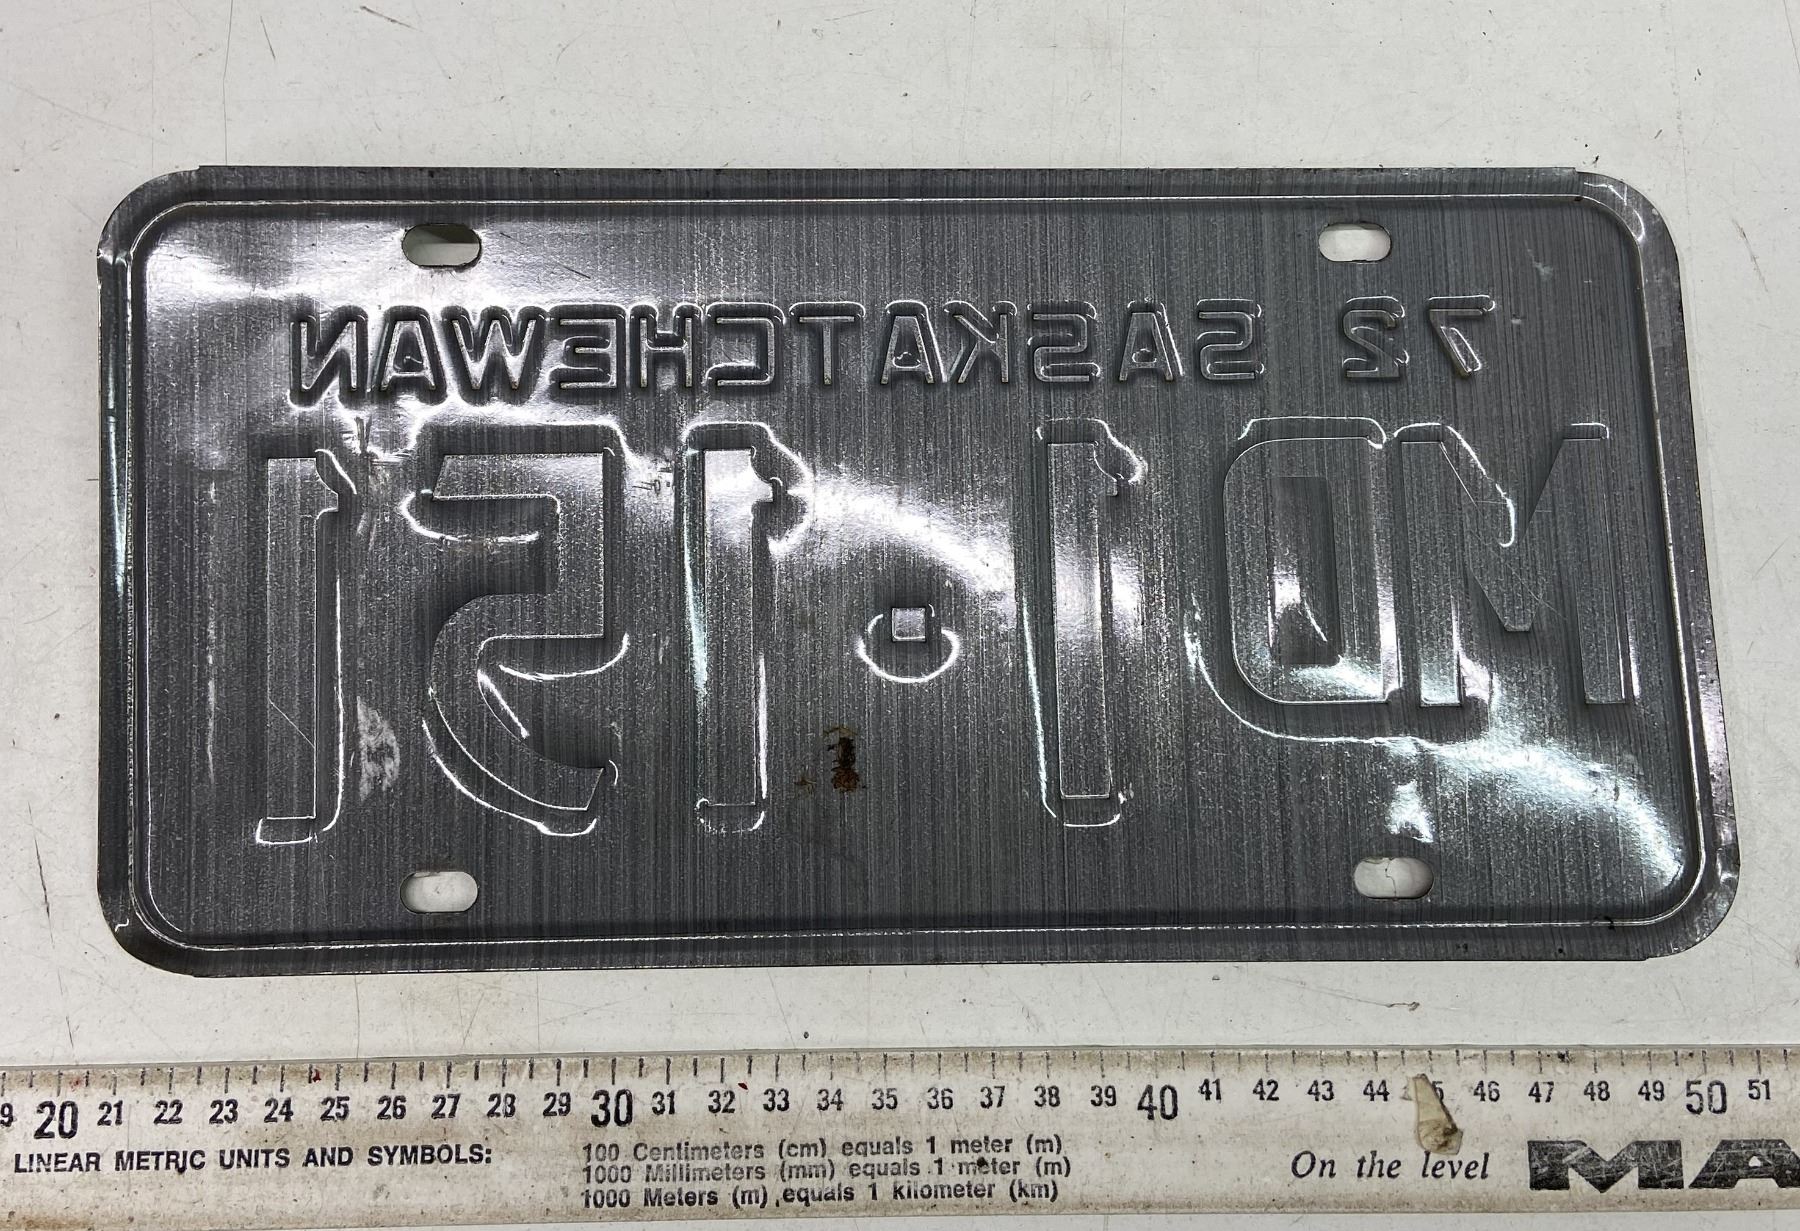 72 SASKATCHEWAN
MD 1·151
9 20 21 22 23 24 25 26 27 28 29 30 31 32 33 34 35 36 37 38 39 40 41 42 43 44 46 47 48 49 50 51
LINEAR METRIC UNITS AND SYMBOLS:
100 Centimeters (cm) equals 1 meter (m)
1000 Millimeters (mm) equals 1 meter (m)
1000 Meters (m) equals 1 kilometer (km)
On the level
MA